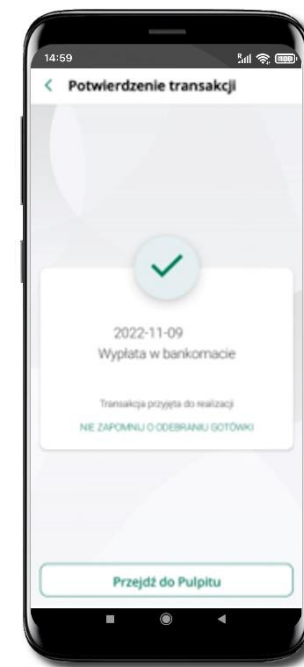 14:59
Potwierdzenie transakcji
2022-11-09
Wypłata w bankomacie
Transakcja przyjęta do realizacji
NIE ZAPOMNIJ O ODEBRANIU GOTÓWKI
Przejdź do Pulpitu